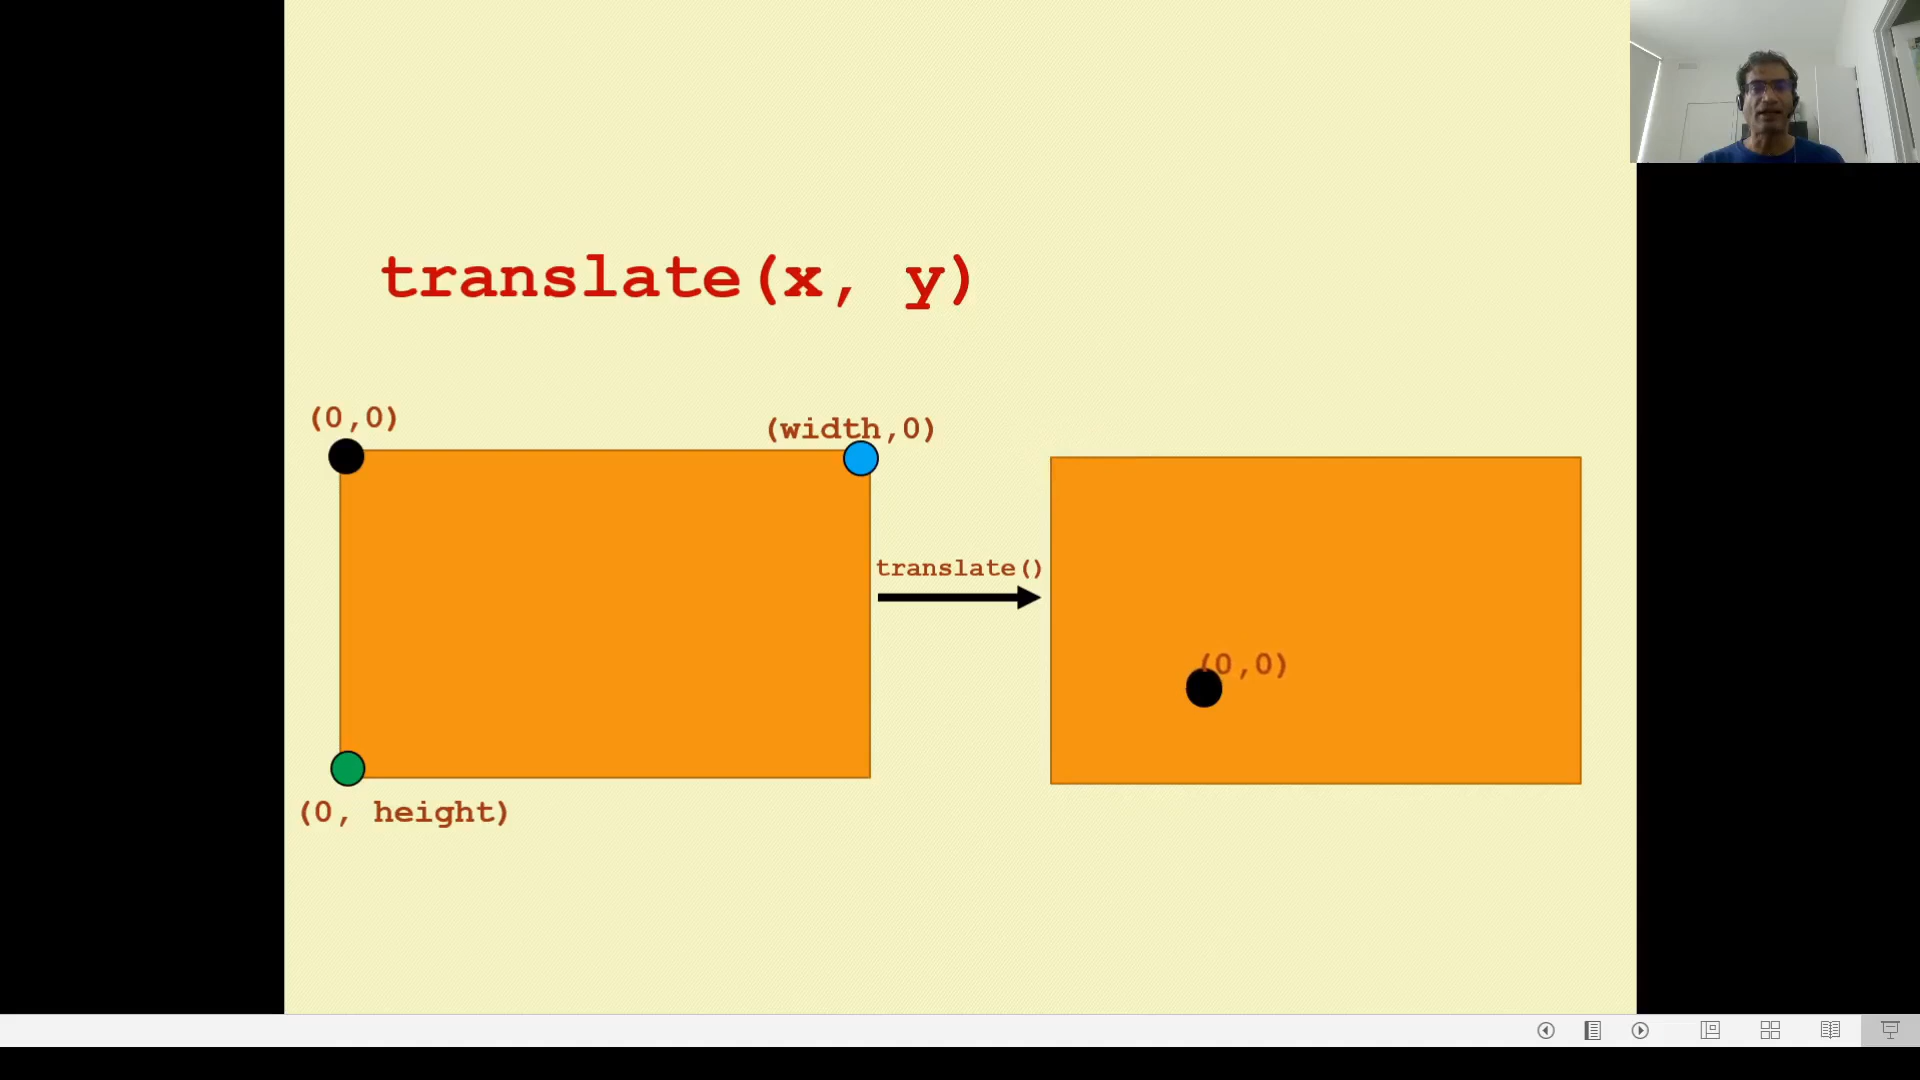 translate(x, y)
(0,0)
(width,0)
translate()
(0,0)
(0, height)